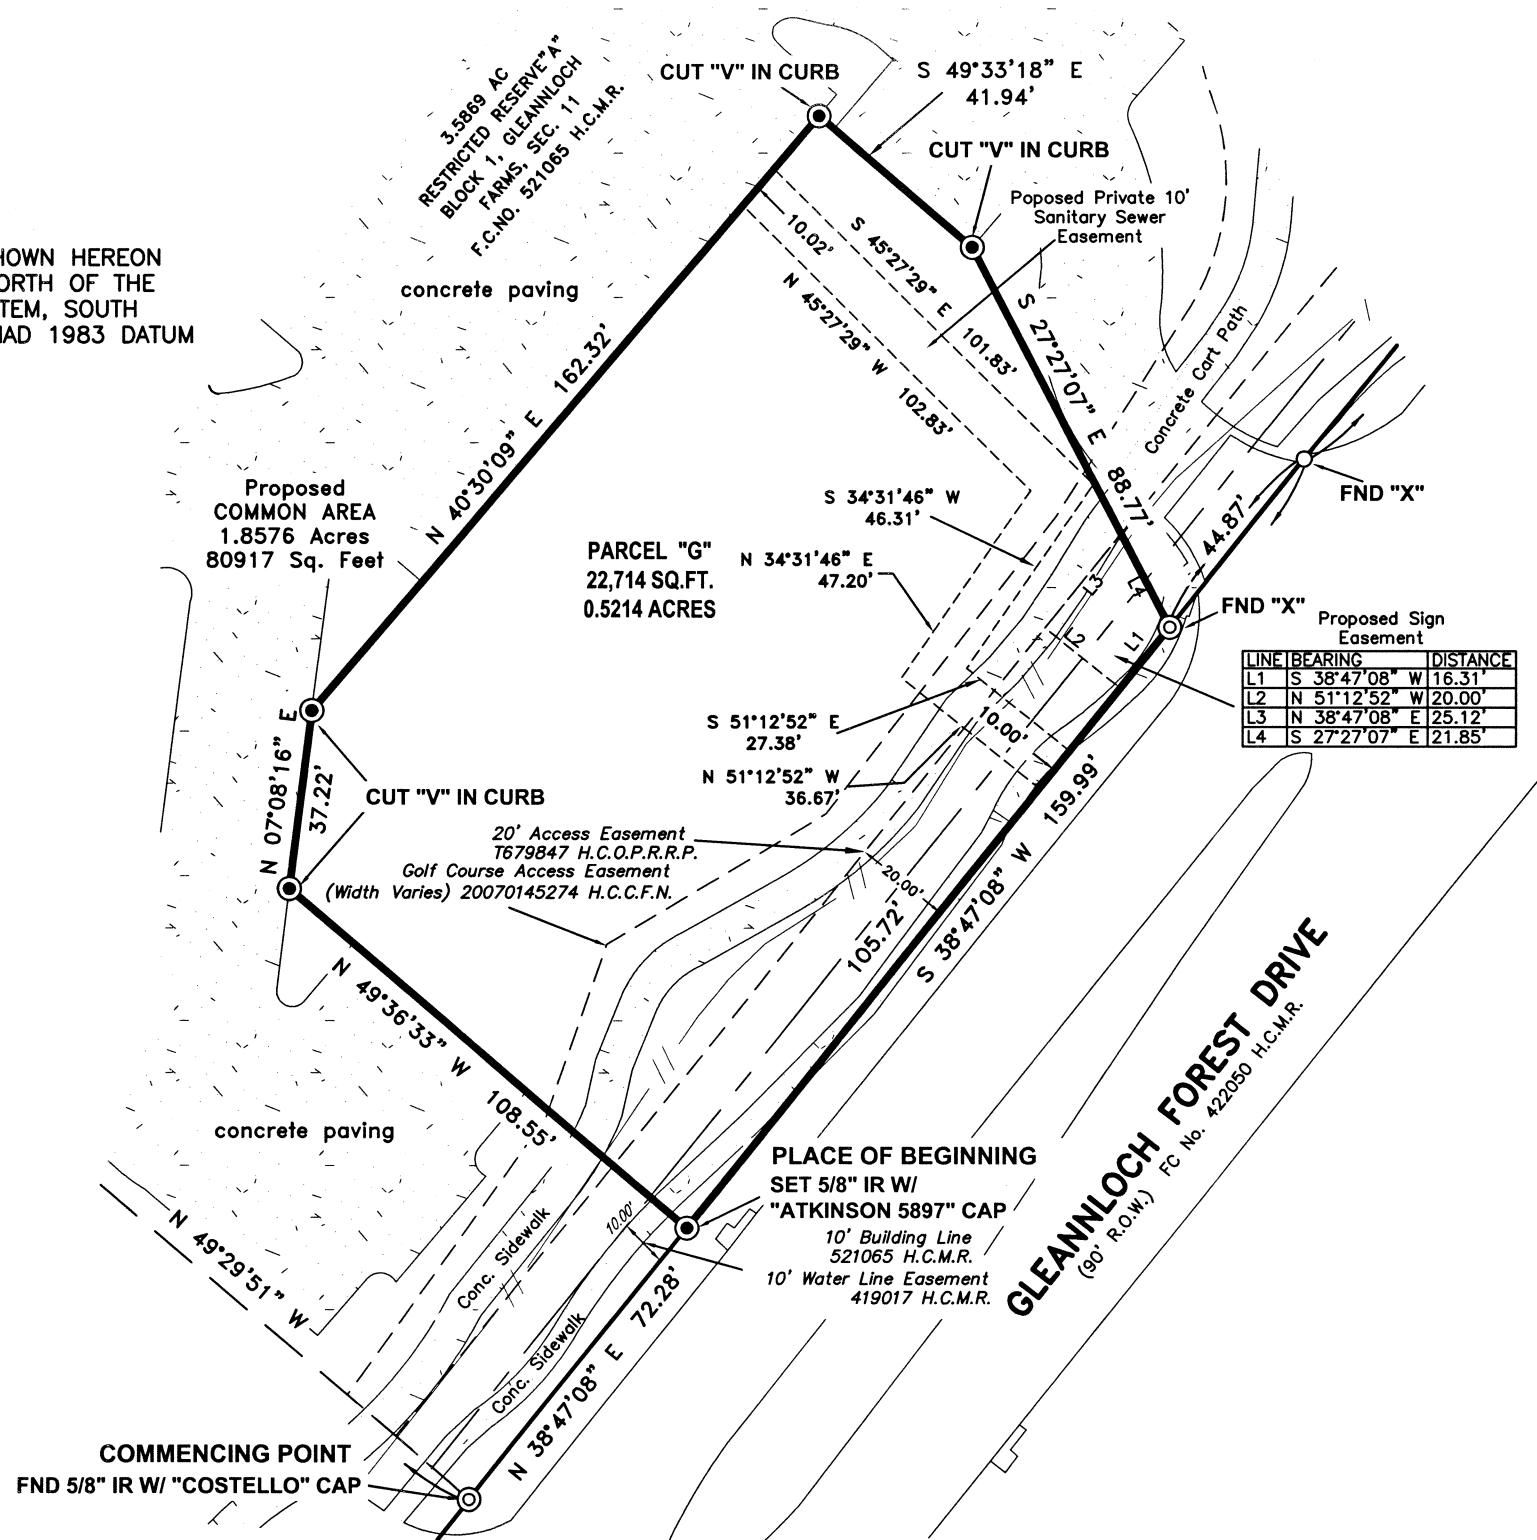 CUT "V" IN CURB
S 49°33'18" E
41.94'
3.5869 AC
RESTRICTED RESERVE"A"
BLOCK 1, GLEANNLOCH
FARMS, SEC. 11
F.C.NO. 521065 H.C.M.R.
CUT "V" IN CURB
Poposed Private 10'
Sanitary Sewer
Easement
HOWN HEREON
ORTH OF THE
TEM, SOUTH
NAD 1983 DATUM
concrete paving
10.02'
S 45°27'29" E
101.83'
N 45°27'29" W
102.83'
S 27°27'07" E
88.77'
Concrete Cart Path
N 40°30'09" E 162.32'
Proposed
COMMON AREA
1.8576 Acres
80917 Sq. Feet
S 34°31'46" W
46.31'
N 34°31'46" E
47.20'
PARCEL "G"
22,714 SQ.FT.
0.5214 ACRES
44.87'
FND "X"
FND "X"
L3
L4
L2
L1
Proposed Sign
Easement
LINE BEARING DISTANCE
L1 S 38°47'08" W 16.31'
L2 N 51°12'52" W 20.00'
L3 N 38°47'08" E 25.12'
L4 S 27°27'07" E 21.85'
S 51°12'52" E
27.38'
10.00'
N 51°12'52" W
36.67'
N 07°08'16" E
37.22'
CUT "V" IN CURB
20' Access Easement
T679847 H.C.O.P.R.R.P.
Golf Course Access Easement
(Width Varies) 20070145274 H.C.C.F.N.
20.00'
105.72'
S 38°47'08" W 159.99'
N 49°36'33" W 108.55'
concrete paving
GLEANNLOCH FOREST DRIVE
(90' R.O.W.) FC No. 422050 H.C.M.R.
PLACE OF BEGINNING
SET 5/8" IR W/
"ATKINSON 5897" CAP
10' Building Line
521065 H.C.M.R.
10' Water Line Easement
419017 H.C.M.R.
10.00'
Conc. Sidewalk
Conc. Sidewalk
N 49°29'51" W
N 38°47'08" E 72.28'
COMMENCING POINT
FND 5/8" IR W/ "COSTELLO" CAP